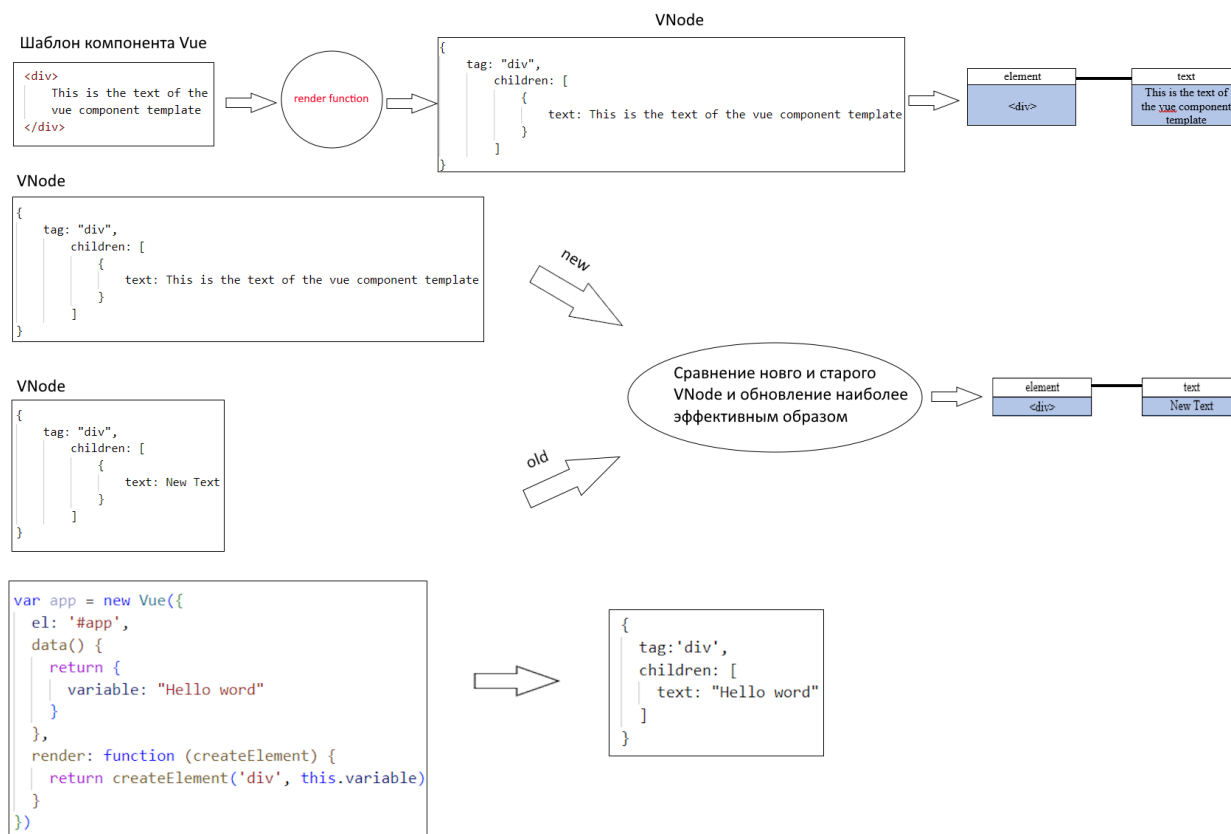 VNode
Шаблон компонента Vue
<div>
This is the text of the
vue component template
</div>
render function
{
tag: "div",
children: [
{
text: This is the text of the vue component template
}
]
}
element
<div>
text
This is the text of
the vue component
template
VNode
{
tag: "div",
children: [
{
text: This is the text of the vue component template
}
]
}
new
VNode
{
tag: "div",
children: [
{
text: New Text
}
]
}
old
Сравнение новго и старого
VNode и обновление наиболее
эффективным образом
element
<div>
text
New Text
var app = new Vue({
el: '#app',
data() {
return {
variable: "Hello word"
}
},
render: function (createElement) {
return createElement('div', this.variable)
}
})
{
tag:'div',
children: [
text: "Hello word"
]
}